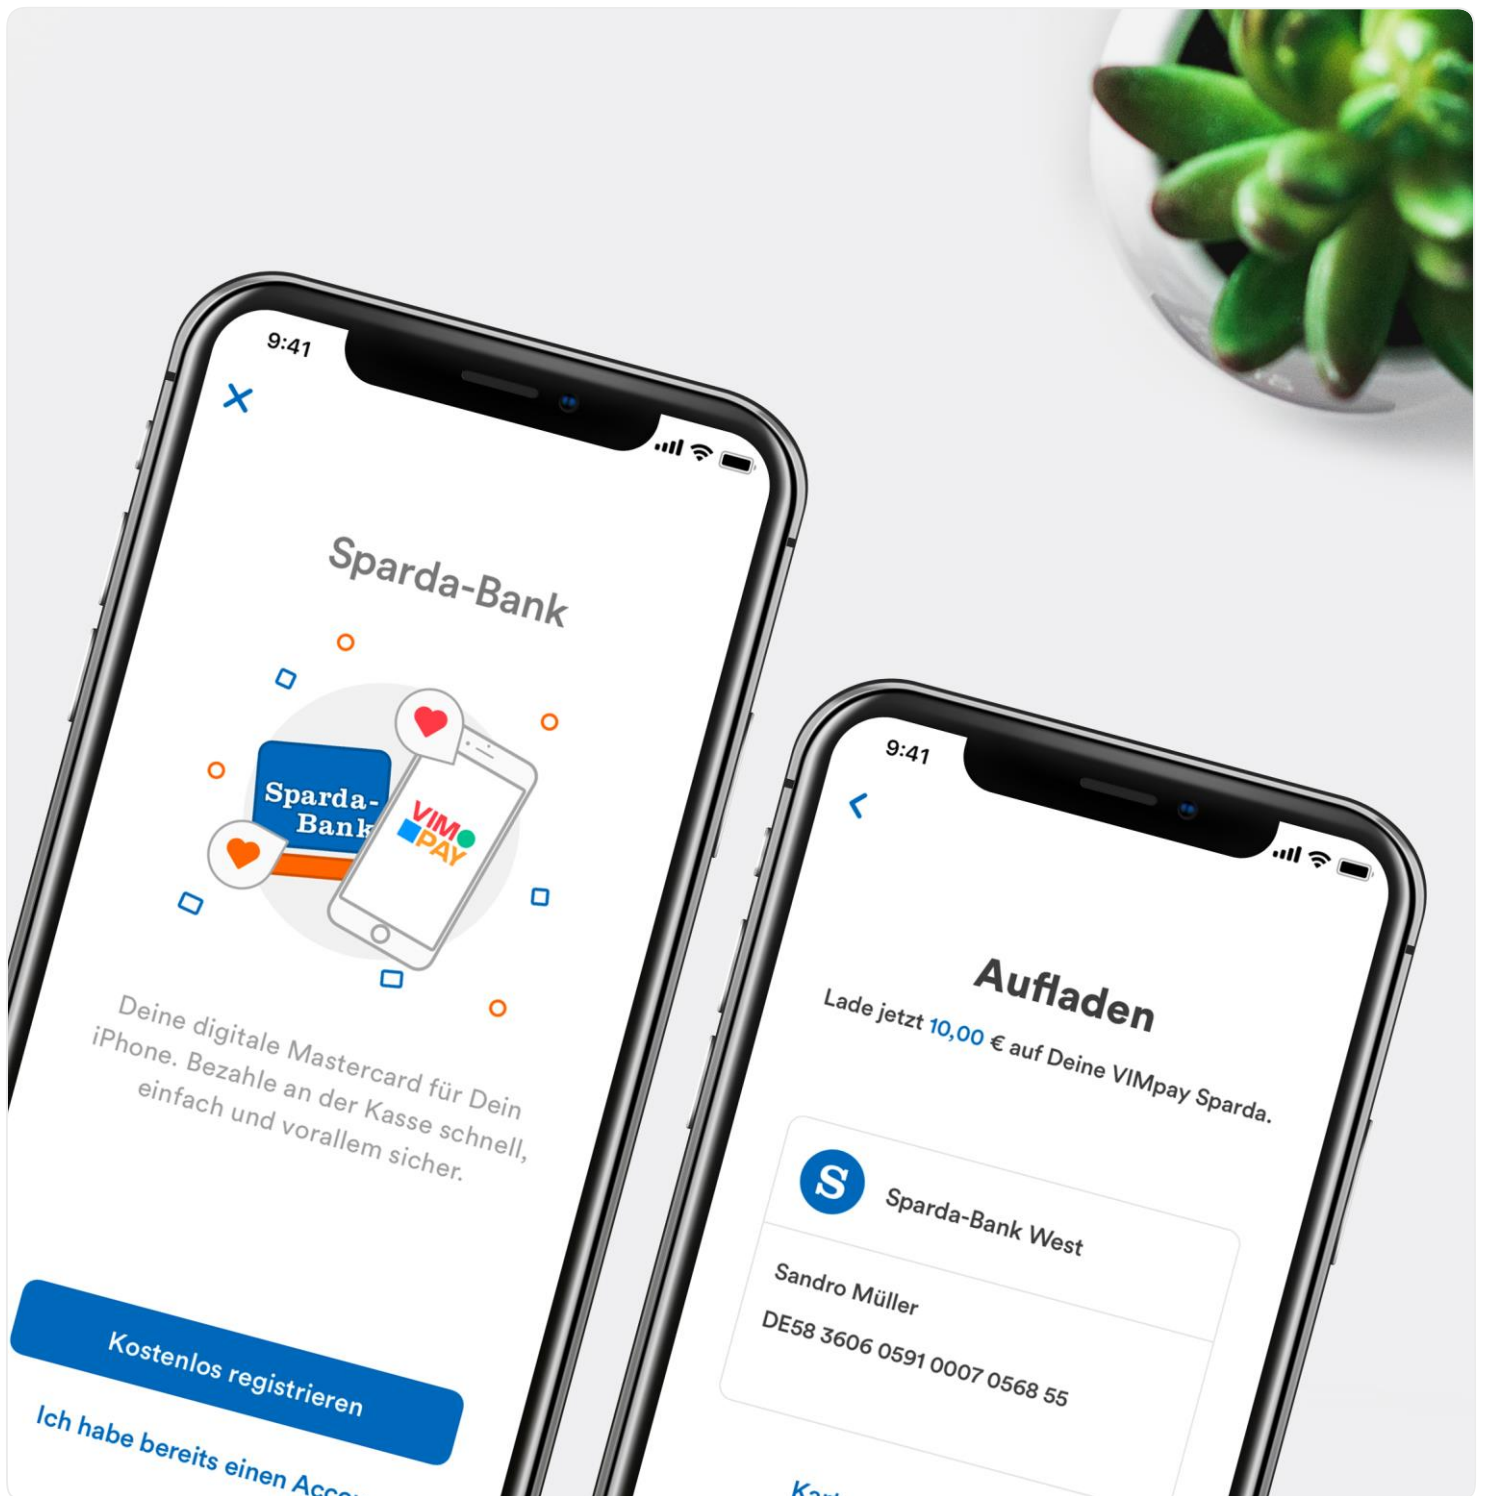 9:41
Sparda-Bank
Sparda-
Bank
VIM
PAY
Deine digitale Mastercard für Dein
iPhone. Bezahle an der Kasse schnell,
einfach und vorallem sicher.
Kostenlos registrieren
Ich habe bereits einen
9:41
Aufladen
Lade jetzt 10,00 € auf Deine VIMpay Sparda.
S
Sparda-Bank West
Sandro Müller
DE58 3606 0591 0007 0568 55